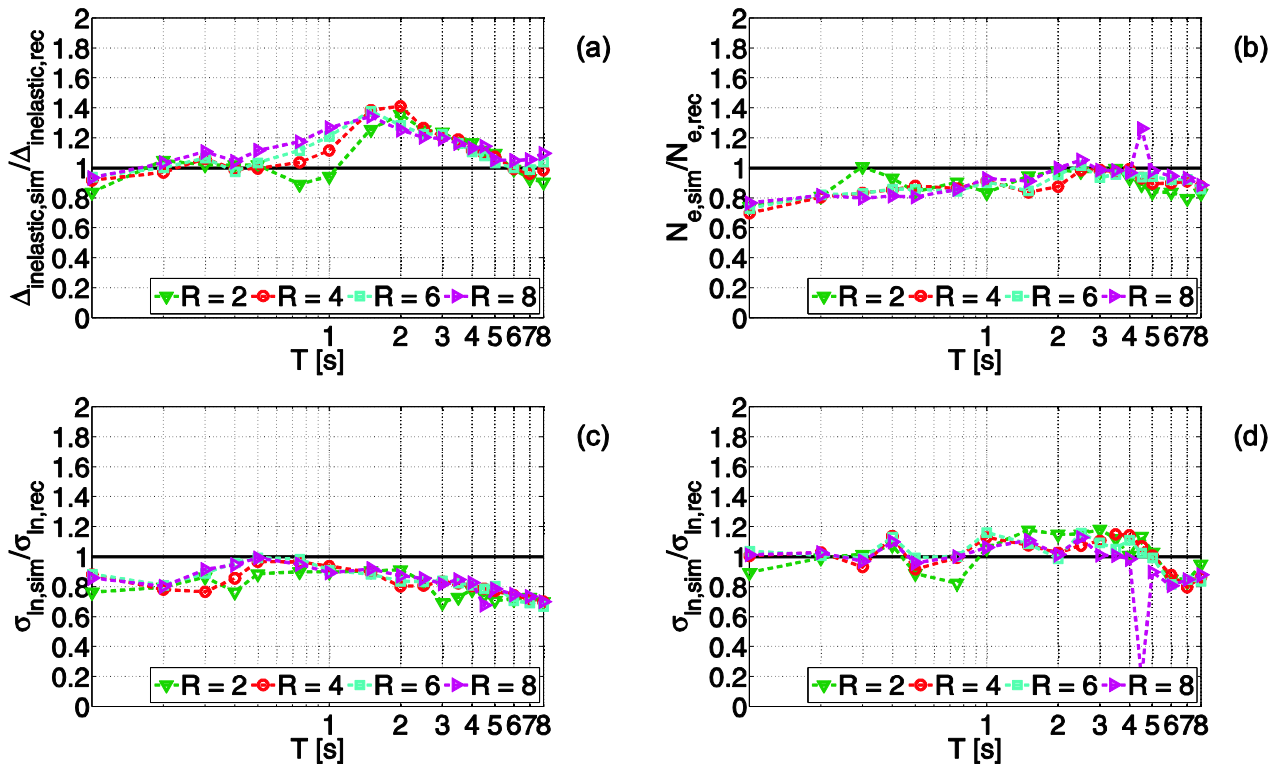 (a)
Δinelastic,sim/Δinelastic,rec
2
1.8
1.6
1.4
1.2
1
0.8
0.6
0.4
0.2
0
R = 2 R = 4 R = 6 R = 8
1 2 3 4 5 6 7 8
T [s]
(b)
Ne,sim/Ne,rec
2
1.8
1.6
1.4
1.2
1
0.8
0.6
0.4
0.2
0
R = 2 R = 4 R = 6 R = 8
1 2 3 4 5 6 7 8
T [s]
(c)
σln,sim/σln,rec
2
1.8
1.6
1.4
1.2
1
0.8
0.6
0.4
0.2
0
R = 2 R = 4 R = 6 R = 8
1 2 3 4 5 6 7 8
T [s]
(d)
σln,sim/σln,rec
2
1.8
1.6
1.4
1.2
1
0.8
0.6
0.4
0.2
0
R = 2 R = 4 R = 6 R = 8
1 2 3 4 5 6 7 8
T [s]